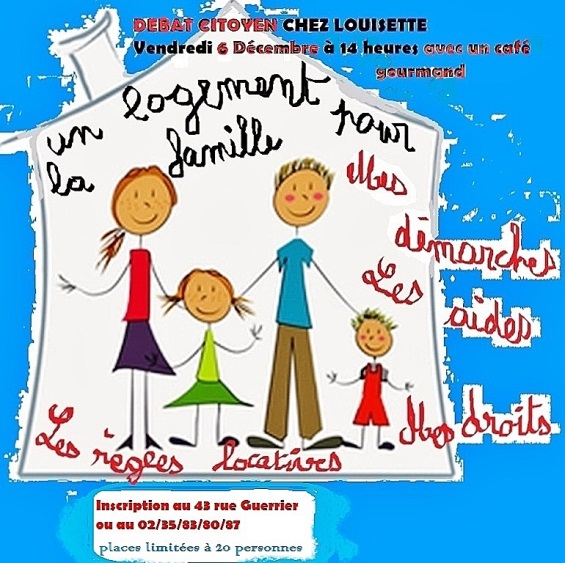 DEBAT CITOYEN CHEZ LOUISETTE
Vendredi 6 Décembre à 14 heures avec un café
gourmand
un logement pour
la famille
Mes
démarches
Les
aides
Mes droits
Les règles locatives
Inscription au 43 rue Guerrier
ou au 02/35/83/80/87
places limitées à 20 personnes